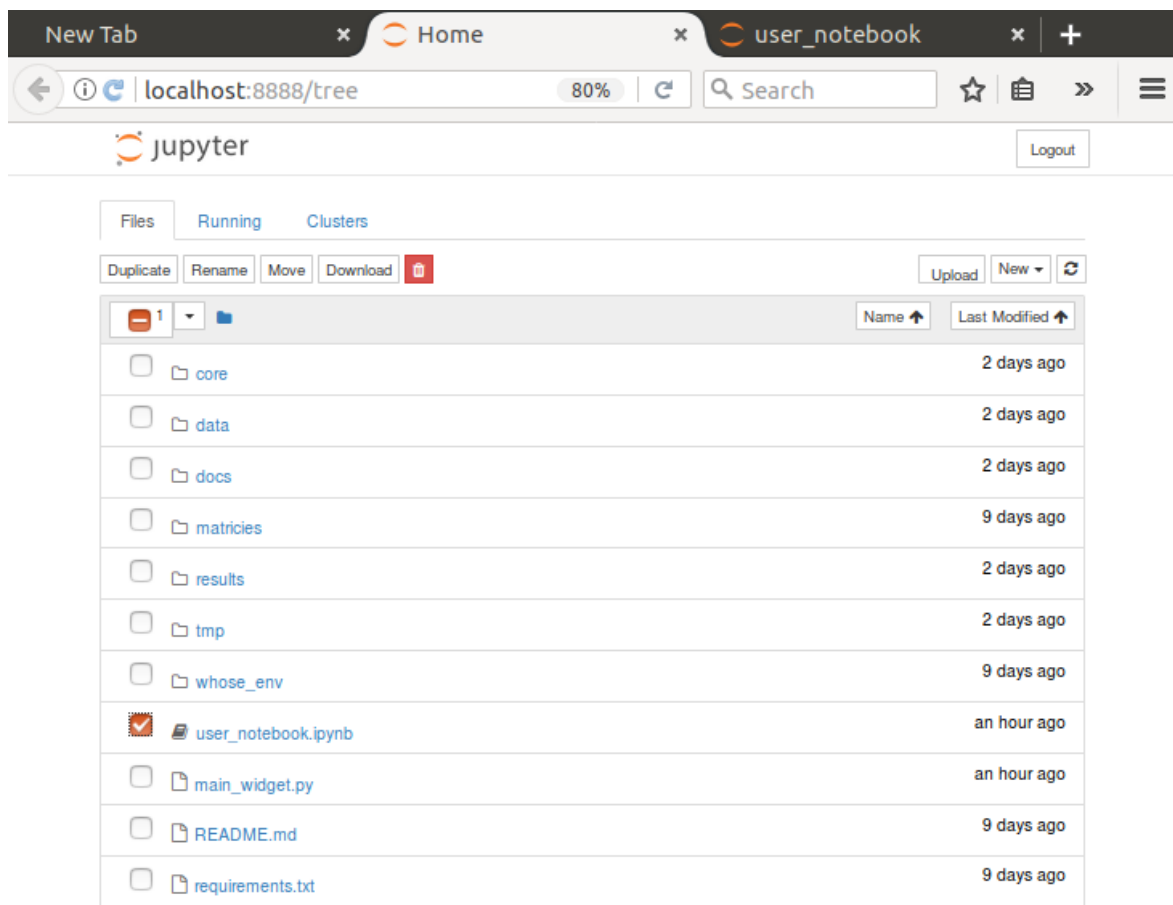 New Tab Home user_notebook
localhost:8888/tree 80% Search
jupyter Logout
Files Running Clusters
Duplicate Rename Move Download Upload New
1 Name Last Modified
core 2 days ago
data 2 days ago
docs 2 days ago
matricies 9 days ago
results 2 days ago
tmp 2 days ago
whose_env 9 days ago
user_notebook.ipynb an hour ago
main_widget.py an hour ago
README.md 9 days ago
requirements.txt 9 days ago